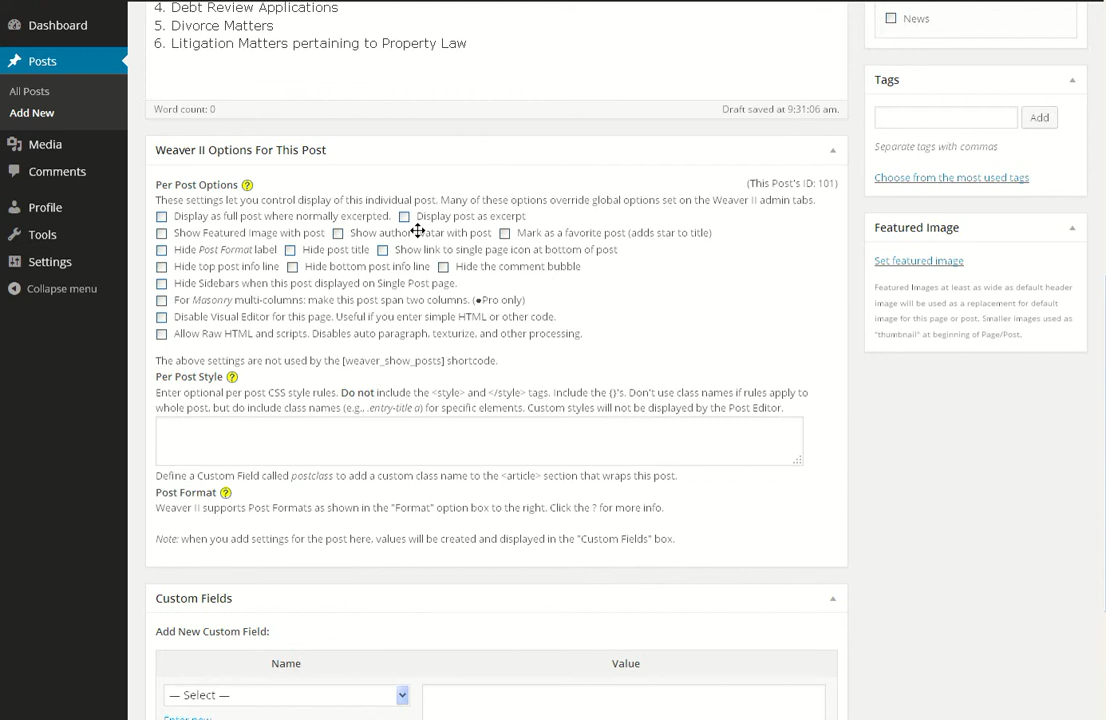 Dashboard
Posts
All Posts
Add New
Media
Comments
Profile
Tools
Settings
Collapse menu
4. Debt Review Applications
5. Divorce Matters
6. Litigation Matters pertaining to Property Law
Word count: 0
Draft saved at 9:31:06 am.
Weaver II Options For This Post
Per Post Options ?
(This Post's ID: 101)
These settings let you control display of this individual post. Many of these options override global options set on the Weaver II admin tabs.
Display as full post where normally excerpted. Display post as excerpt
Show Featured Image with post Show author avatar with post Mark as a favorite post (adds star to title)
Hide Post Format label Hide post title Show link to single page icon at bottom of post
Hide top post info line Hide bottom post info line Hide the comment bubble
Hide Sidebars when this post displayed on Single Post page.
For Masonry multi-columns: make this post span two columns. (●Pro only)
Disable Visual Editor for this page. Useful if you enter simple HTML or other code.
Allow Raw HTML and scripts. Disables auto paragraph, texturize, and other processing.
The above settings are not used by the [weaver_show_posts] shortcode.
Per Post Style ?
Enter optional per post CSS style rules. Do not include the <style> and </style> tags. Include the {}'s. Don't use class names if rules apply to
whole post, but do include class names (e.g., .entry-title a) for specific elements. Custom styles will not be displayed by the Post Editor.
Define a Custom Field called postclass to add a custom class name to the <article> section that wraps this post.
Post Format ?
Weaver II supports Post Formats as shown in the "Format" option box to the right. Click the ? for more info.
Note: when you add settings for the post here, values will be created and displayed in the "Custom Fields" box.
Custom Fields
Add New Custom Field:
Name Value
— Select —
Enter new
News
Tags
Add
Separate tags with commas
Choose from the most used tags
Featured Image
Set featured image
Featured Images at least as wide as default header
image will be used as a replacement for default
image for this page or post. Smaller images used as
"thumbnail" at beginning of Page/Post.